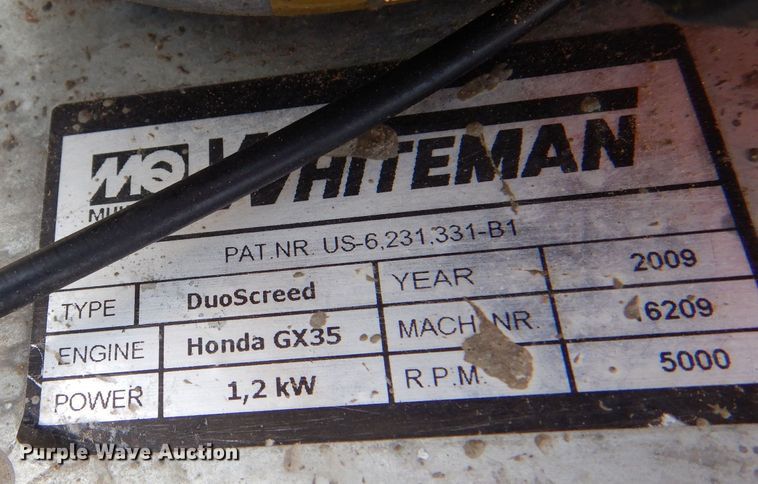 MQ WHITEMAN
PAT.NR. US-6,231,331-B1
TYPE DuoScreed YEAR 2009
ENGINE Honda GX35 MACH. NR. 6209
POWER 1,2 kW R.P.M. 5000
Purple Wave Auction